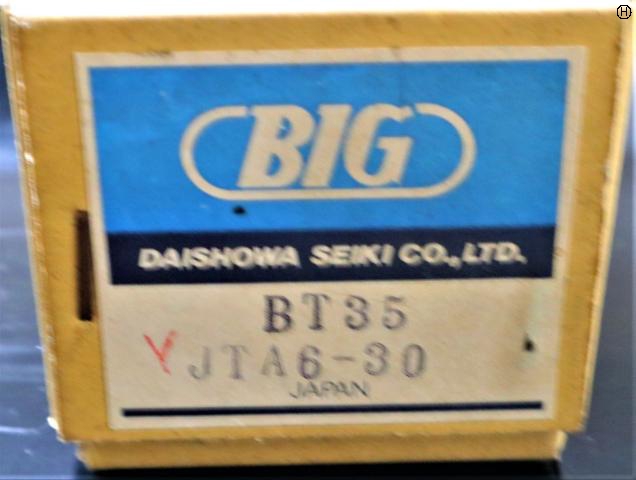 Ⓗ
BIG
DAISHOWA SEIKI CO., LTD.
BT35
JTA6-30
JAPAN